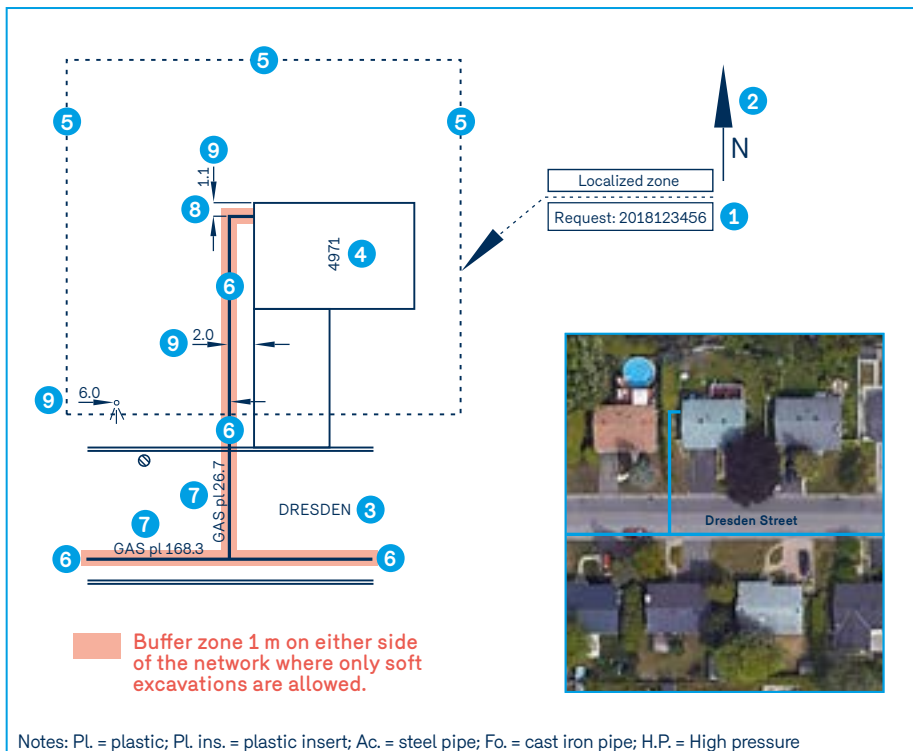 5
5
5
2
N
9
1.1
8
Localized zone
Request: 2018123456
1
4971
4
6
2.0
9
9
6.0
6
7
GAS pl 26.7
DRESDEN
3
7
GAS pl 168.3
6
6
Dresden Street
Buffer zone 1 m on either side
of the network where only soft
excavations are allowed.
Notes: Pl. = plastic; Pl. ins. = plastic insert; Ac. = steel pipe; Fo. = cast iron pipe; H.P. = High pressure